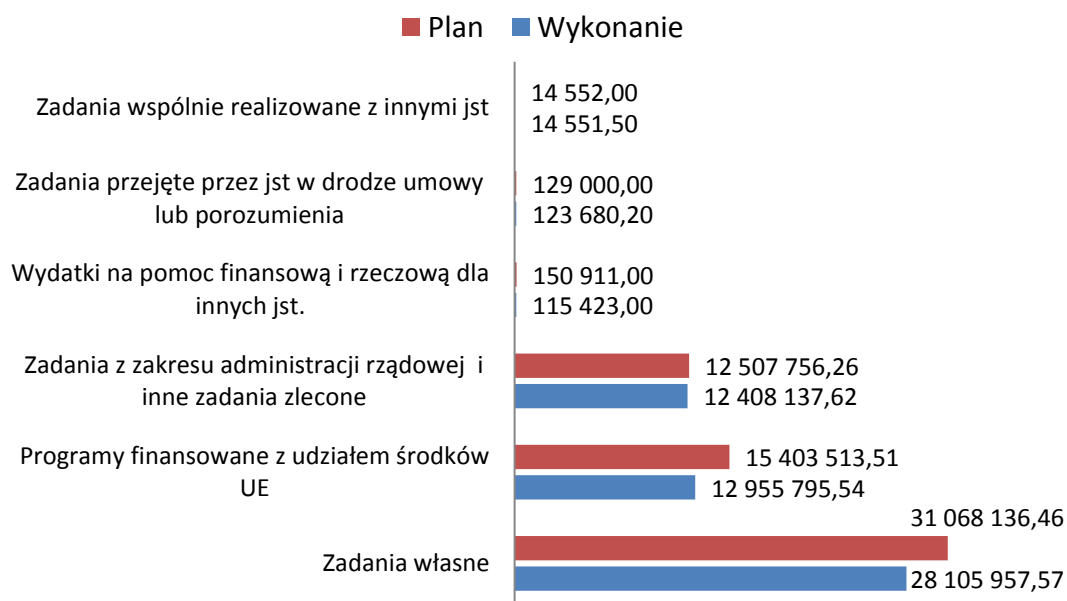 Plan Wykonanie
Zadania wspólnie realizowane z innymi jst
14 552,00
14 551,50
Zadania przejęte przez jst w drodze umowy
lub porozumienia
129 000,00
123 680,20
Wydatki na pomoc finansową i rzeczową dla
innych jst.
150 911,00
115 423,00
Zadania z zakresu administracji rządowej  i
inne zadania zlecone
12 507 756,26
12 408 137,62
Programy finansowane z udziałem środków
UE
15 403 513,51
12 955 795,54
Zadania własne
31 068 136,46
28 105 957,57